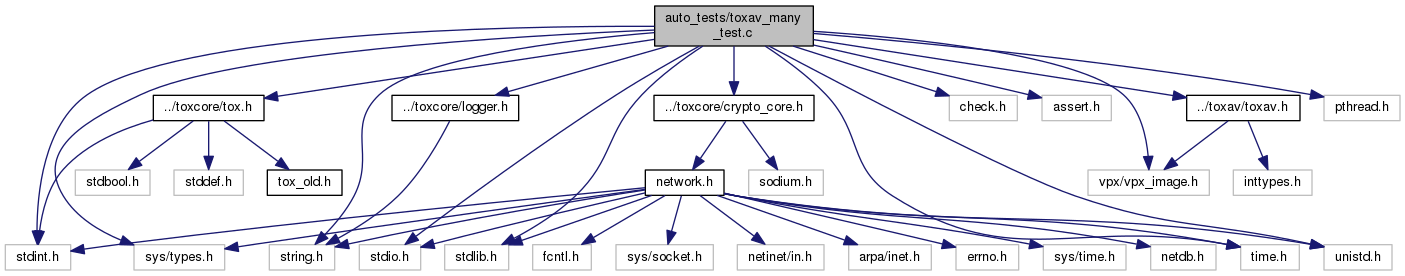 auto_tests/toxav_many
_test.c
../toxcore/tox.h
../toxcore/logger.h
../toxcore/crypto_core.h
check.h
assert.h
../toxav/toxav.h
pthread.h
stdbool.h
stddef.h
tox_old.h
network.h
sodium.h
vpx/vpx_image.h
inttypes.h
stdint.h
sys/types.h
string.h
stdio.h
stdlib.h
fcntl.h
sys/socket.h
netinet/in.h
arpa/inet.h
errno.h
sys/time.h
netdb.h
time.h
unistd.h